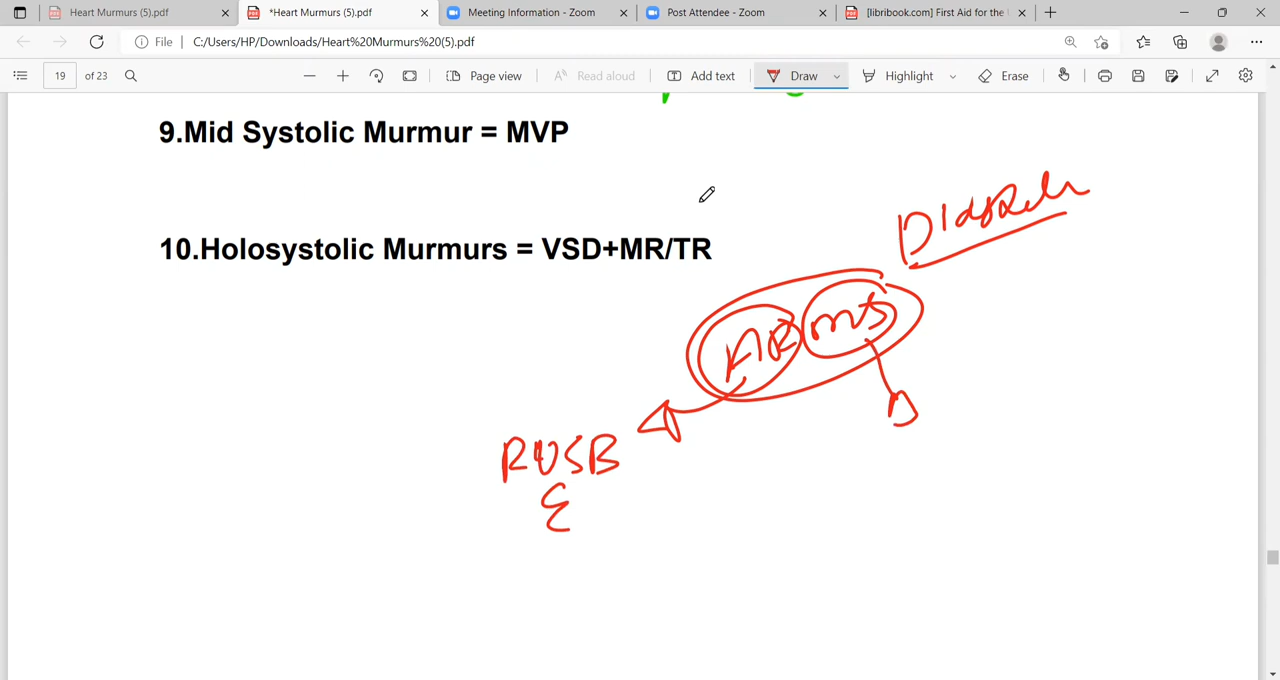 Heart Murmurs (5).pdf
*Heart Murmurs (5).pdf
Meeting Information - Zoom
Post Attendee - Zoom
[libribook.com] First Aid for the
File
C:/Users/HP/Downloads/Heart%20Murmurs%20(5).pdf
19 of 23
Page view
Read aloud
Add text
Draw
Highlight
Erase
9.Mid Systolic Murmur = MVP
10.Holosystolic Murmurs = VSD+MR/TR
AR
ms
RUSB